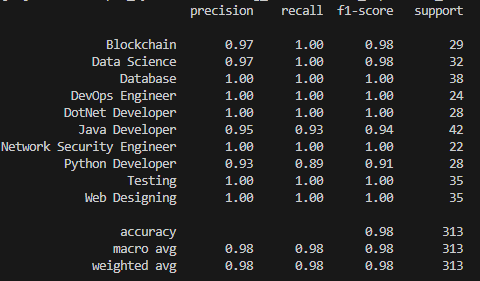 precision recall f1-score support
Blockchain 0.97 1.00 0.98 29
Data Science 0.97 1.00 0.98 32
Database 1.00 1.00 1.00 38
DevOps Engineer 1.00 1.00 1.00 24
DotNet Developer 1.00 1.00 1.00 28
Java Developer 0.95 0.93 0.94 42
Network Security Engineer 1.00 1.00 1.00 22
Python Developer 0.93 0.89 0.91 28
Testing 1.00 1.00 1.00 35
Web Designing 1.00 1.00 1.00 35
accuracy 0.98 313
macro avg 0.98 0.98 0.98 313
weighted avg 0.98 0.98 0.98 313